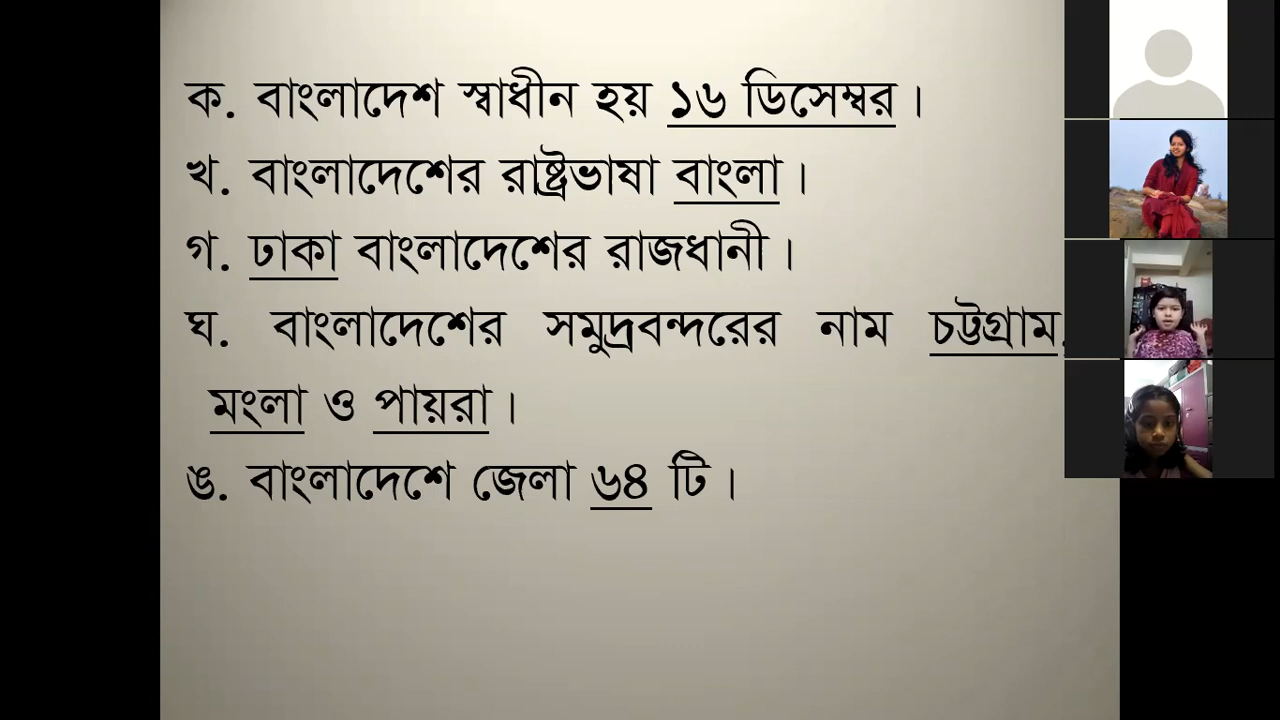 ক. বাংলাদেশ স্বাধীন হয় ১৬ ডিসেম্বর।
খ. বাংলাদেশের রাষ্ট্রভাষা বাংলা।
গ. ঢাকা বাংলাদেশের রাজধানী।
ঘ. বাংলাদেশের সমুদ্রবন্দরের নাম চট্টগ্রাম,
মংলা ও পায়রা।
ঙ. বাংলাদেশে জেলা ৬৪ টি।